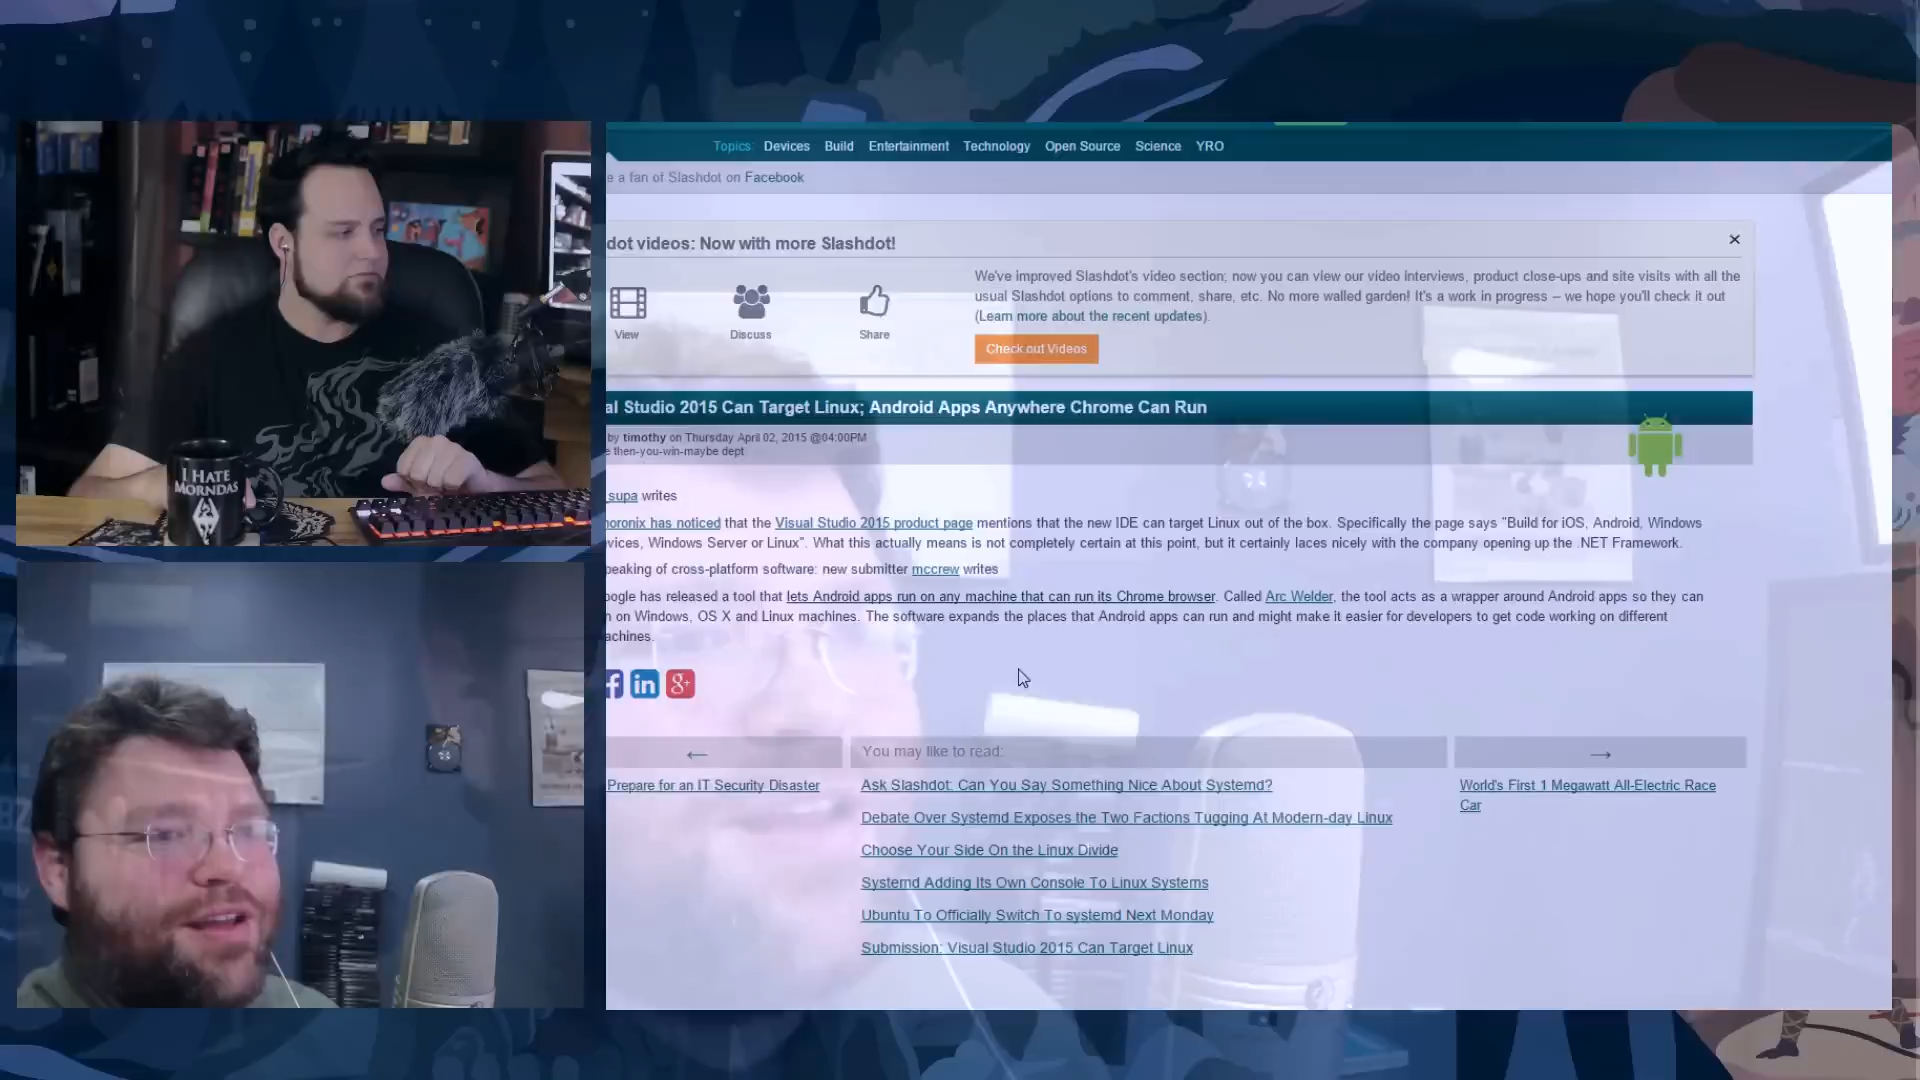 I HATE
MORNDAS
Topics: Devices Build Entertainment Technology Open Source Science YRO
e a fan of Slashdot on Facebook
dot videos: Now with more Slashdot!
View Discuss Share
We've improved Slashdot's video section; now you can view our video interviews, product close-ups and site visits with all the
usual Slashdot options to comment, share, etc. No more walled garden! It's a work in progress -- we hope you'll check it out
(Learn more about the recent updates).
Check out Videos
al Studio 2015 Can Target Linux; Android Apps Anywhere Chrome Can Run
by timothy on Thursday April 02, 2015 @04:00PM
e then-you-win-maybe dept
supa writes
horonix has noticed that the Visual Studio 2015 product page mentions that the new IDE can target Linux out of the box. Specifically the page says "Build for iOS, Android, Windows
vices, Windows Server or Linux". What this actually means is not completely certain at this point, but it certainly laces nicely with the company opening up the .NET Framework.
peaking of cross-platform software: new submitter mccrew writes
oogle has released a tool that lets Android apps run on any machine that can run its Chrome browser. Called Arc Welder, the tool acts as a wrapper around Android apps so they can
n on Windows, OS X and Linux machines. The software expands the places that Android apps can run and might make it easier for developers to get code working on different
achines.
f in g+
← You may like to read: →
Prepare for an IT Security Disaster
Ask Slashdot: Can You Say Something Nice About Systemd?
Debate Over Systemd Exposes the Two Factions Tugging At Modern-day Linux
Choose Your Side On the Linux Divide
Systemd Adding Its Own Console To Linux Systems
Ubuntu To Officially Switch To systemd Next Monday
Submission: Visual Studio 2015 Can Target Linux
World's First 1 Megawatt All-Electric Race
Car